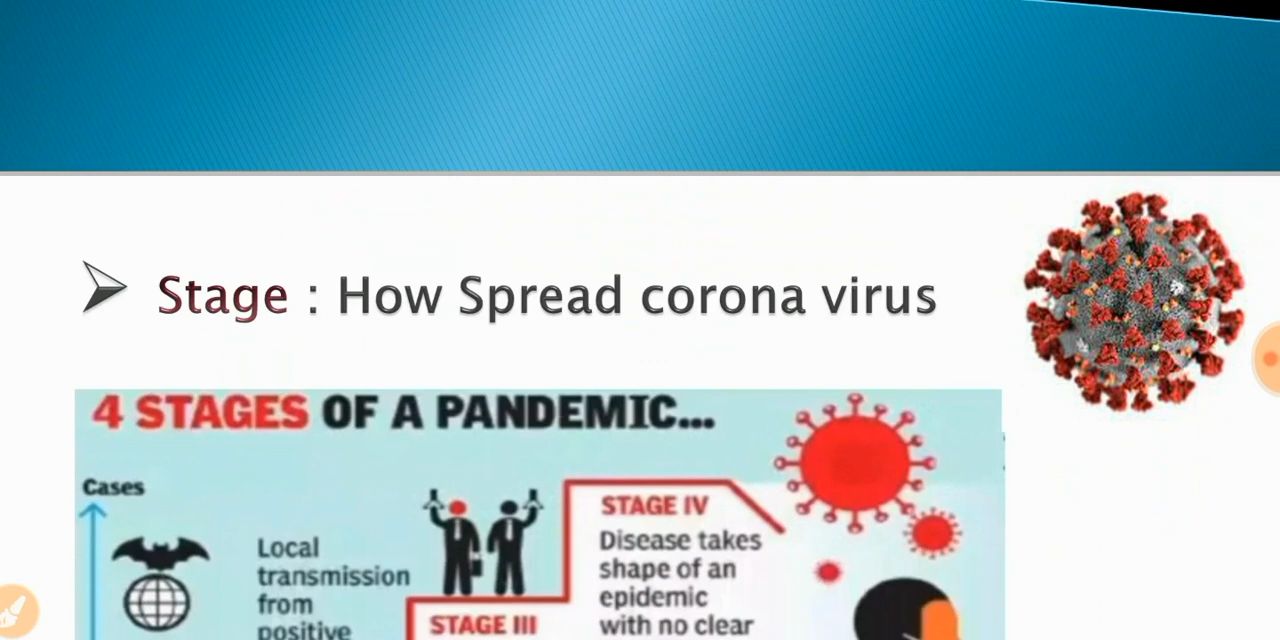 Stage : How Spread corona virus
4 STAGES OF A PANDEMIC...
Cases
Local
transmission
from
positive
STAGE III
STAGE IV
Disease takes
shape of an
epidemic
with no clear